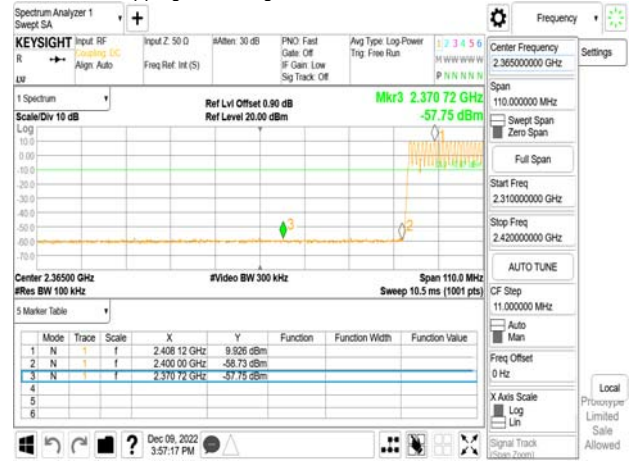 Spectrum Analyzer 1
Swept SA
+
Frequency
KEYSIGHT
R
LV
Input: RF
Coupling: DC
Align: Auto
Input Z: 50 Ω
Freq Ref: Int (S)
#Atten: 30 dB
PNO: Fast
Gate: Off
IF Gain: Low
Sig Track: Off
Avg Type: Log-Power
Trig: Free Run
1 2 3 4 5 6
M W W W W W
P N N N N N
1 Spectrum
Scale/Div 10 dB
Ref Lvl Offset 0.90 dB
Ref Level 20.00 dBm
Mkr3 2.370 72 GHz
-57.75 dBm
Log
10.0
0.00
-10.0
-20.0
-30.0
-40.0
-50.0
-60.0
-70.0
1
2
3
Center 2.36500 GHz
#Res BW 100 kHz
#Video BW 300 kHz
Span 110.0 MHz
Sweep 10.5 ms (1001 pts)
5 Marker Table
Mode Trace Scale X Y Function Function Width Function Value
1 N 1 f 2.408 12 GHz 9.926 dBm
2 N 1 f 2.400 00 GHz -58.73 dBm
3 N 1 f 2.370 72 GHz -57.75 dBm
4
5
6
?
Dec 09, 2022
3:57:17 PM
Center Frequency
2.365000000 GHz
Settings
Span
110.000000 MHz
Swept Span
Zero Span
Full Span
Start Freq
2.310000000 GHz
Stop Freq
2.420000000 GHz
AUTO TUNE
CF Step
11.000000 MHz
Auto
Man
Freq Offset
0 Hz
X Axis Scale
Log
Lin
Signal Track
(Span Zoom)
Local
Prototype
Limited
Sale
Allowed